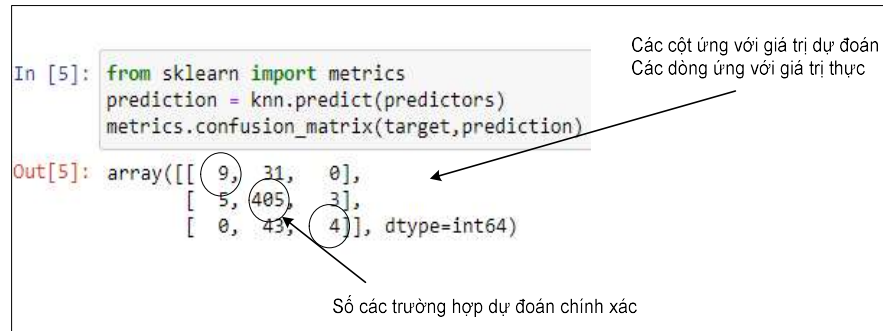 Các cột ứng với giá trị dự đoán
Các dòng ứng với giá trị thực
In [5]: from sklearn import metrics
prediction = knn.predict(predictors)
metrics.confusion_matrix(target,prediction)
Out[5]: array([[ 9, 31, 0],
[ 5, 405, 3],
[ 0, 43, 4]], dtype=int64)
Số các trường hợp dự đoán chính xác